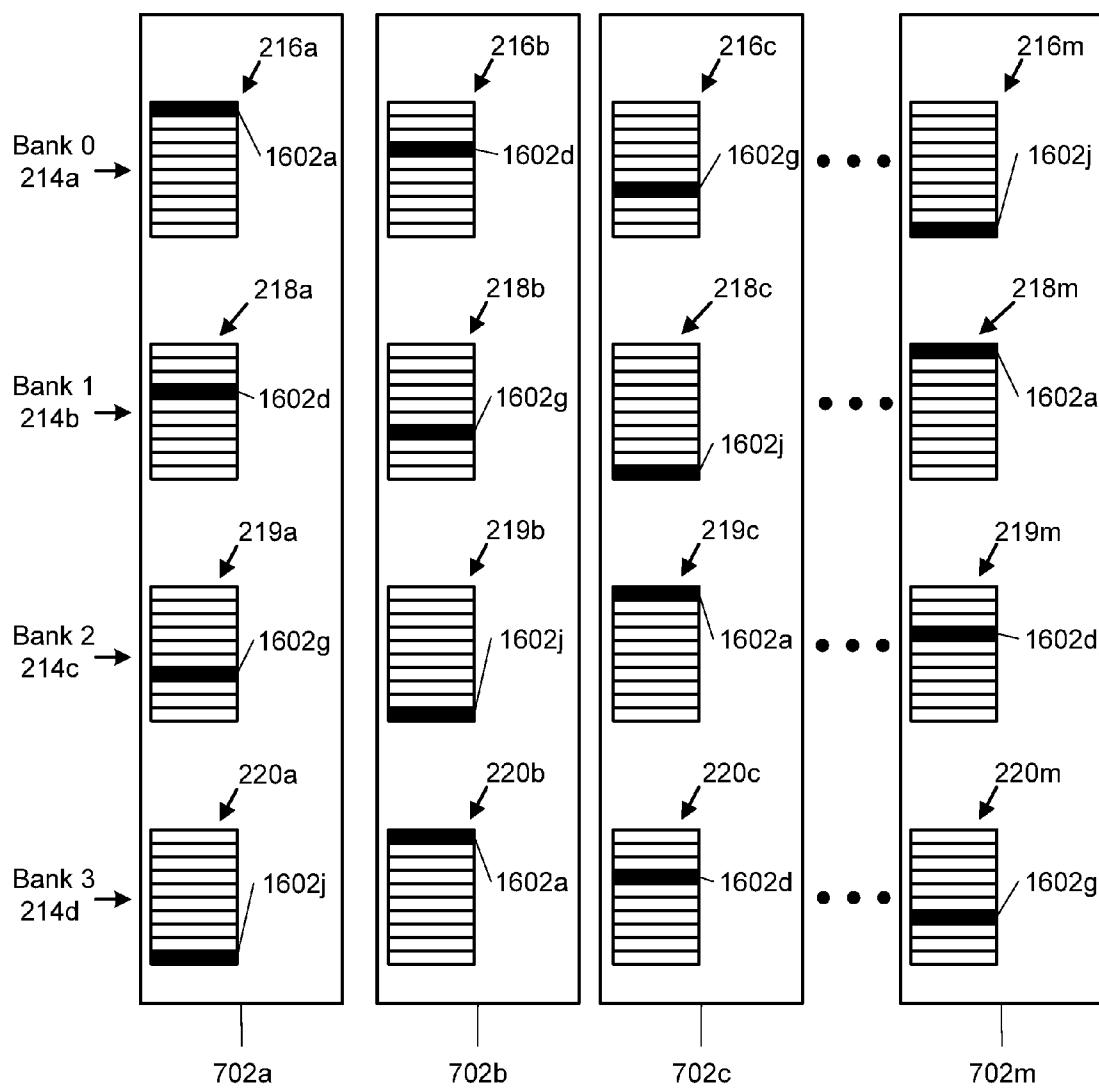 216a 216b 216c 216m
Bank 0
214a
1602a 1602d 1602g 1602j
218a 218b 218c 218m
Bank 1
214b
1602d 1602g 1602j 1602a
219a 219b 219c 219m
Bank 2
214c
1602g 1602j 1602a 1602d
220a 220b 220c 220m
Bank 3
214d
1602j 1602a 1602d 1602g
702a 702b 702c 702m